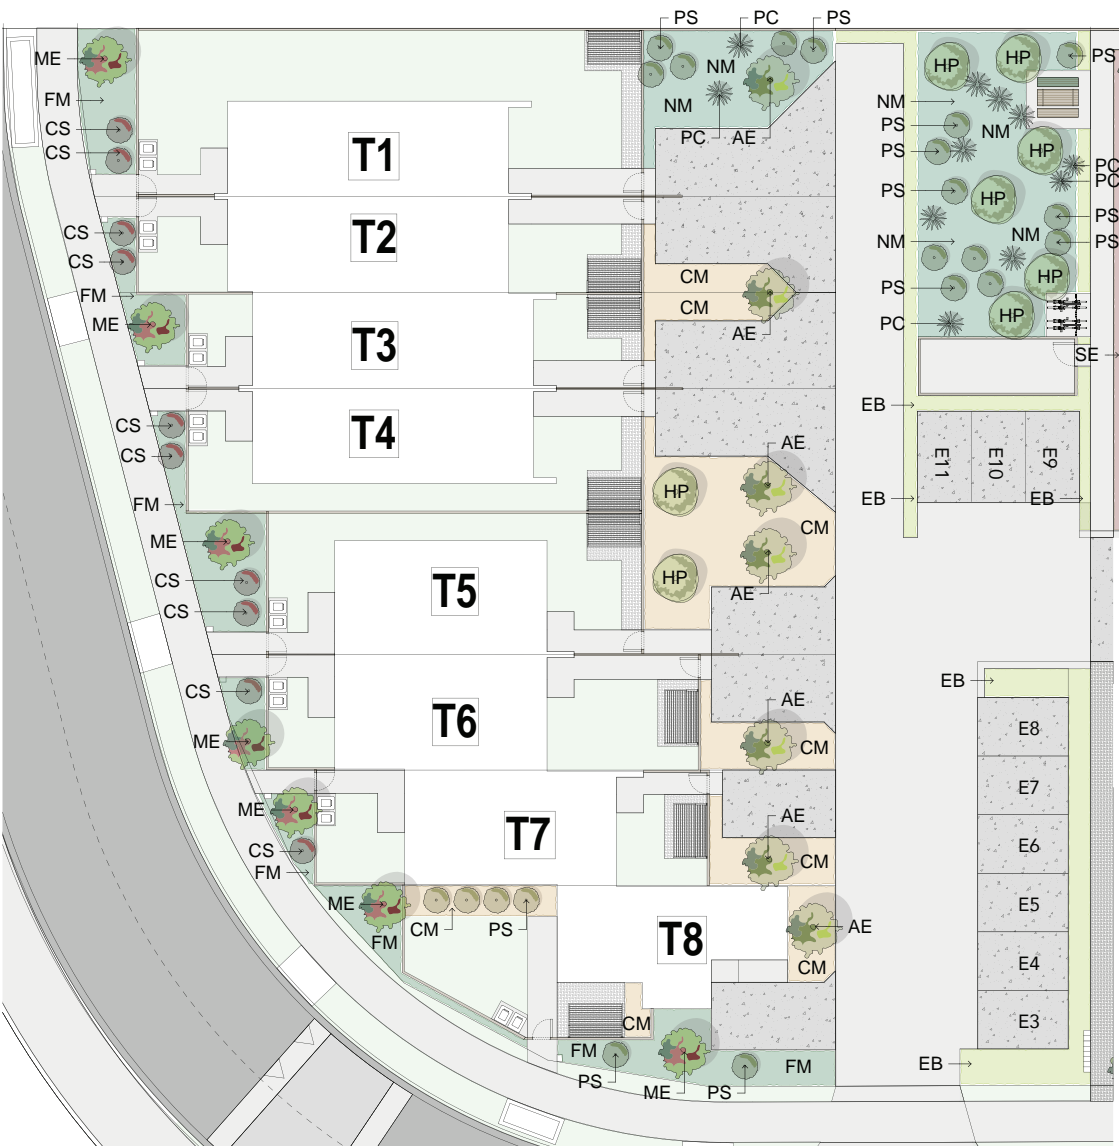 PS PC PS
ME
HP HP PS
NM
FM NM NM
CS PS NM
CS PC AE
T1 PS HP PC
PC
PS HP
T2 PS
CS NM NM PS
CS
CM HP
FM CM PS
ME HP
AE PC
T3 SE
EB
CS T4
CS AE
E11 E10 E9
HP
FM EB EB
CM
ME
CS HP
T5 AE
CS
CS EB
AE
T6 E8
ME CM
E7
ME AE
T7 E6
CS CM
FM
ME E5
FM CM PS T8 AE
E4
CM
CM E3
FM FM EB
PS ME PS